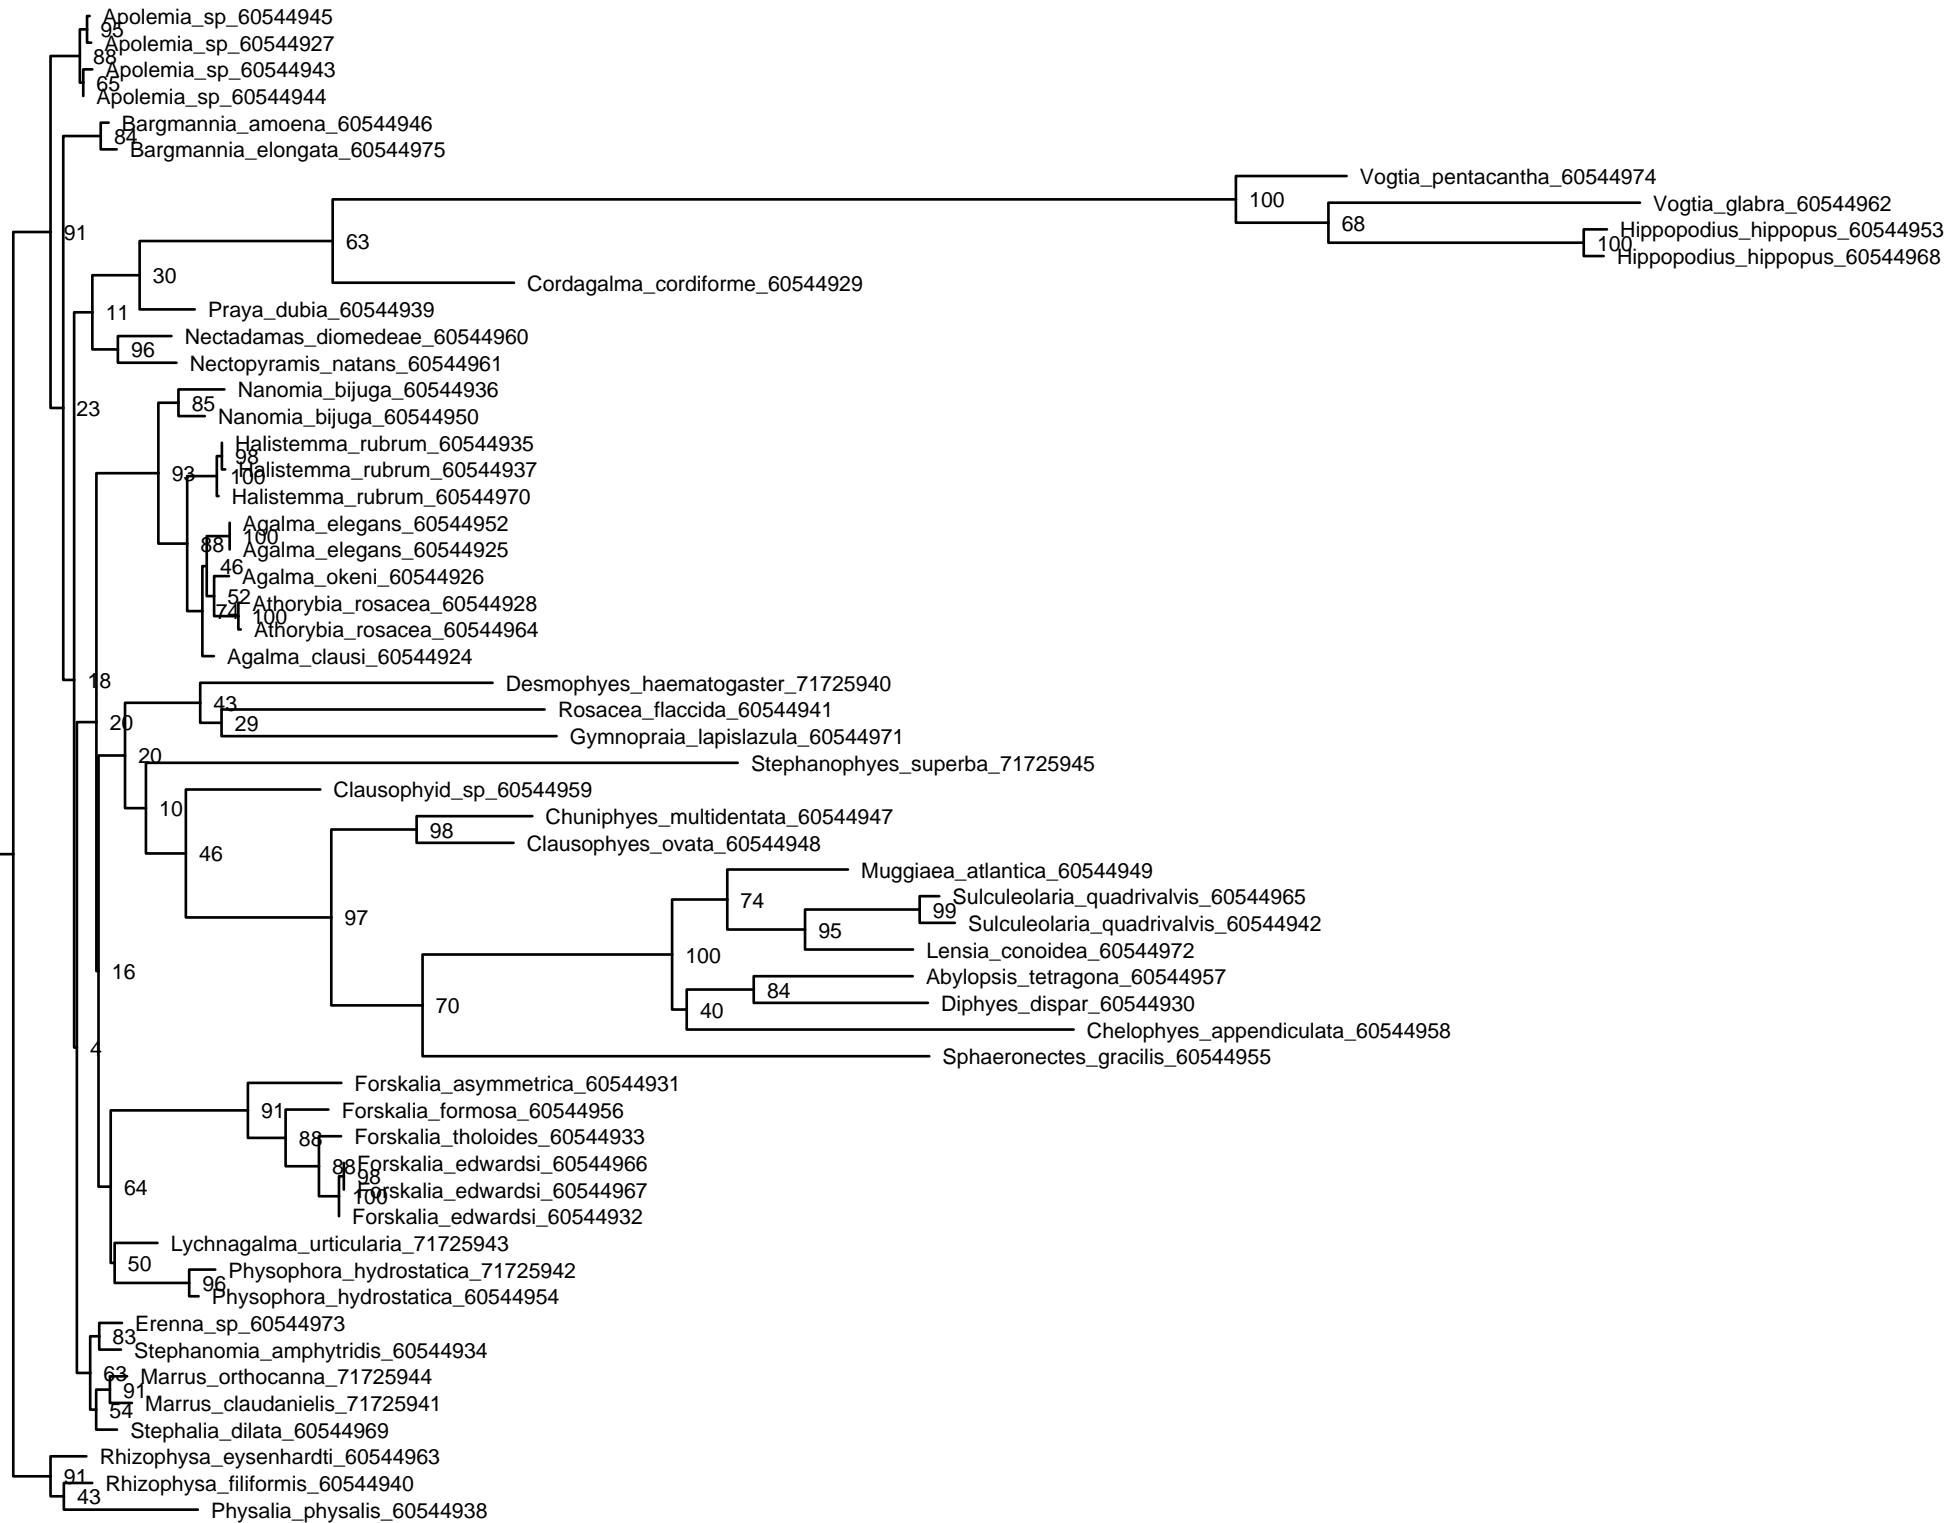 Apolemia_sp_60544945
95
Apolemia_sp_60544927
88
Apolemia_sp_60544943
65
Apolemia_sp_60544944
Bargmannia_amoena_60544946
84
Bargmannia_elongata_60544975
Vogtia_pentacantha_60544974
100
Vogtia_glabra_60544962
68
Hippopodius_hippopus_60544953
91
63
100
Hippopodius_hippopus_60544968
30
Cordagalma_cordiforme_60544929
Praya_dubia_60544939
11
Nectadamas_diomedeae_60544960
96
Nectopyramis_natans_60544961
Nanomia_bijuga_60544936
85
23
Nanomia_bijuga_60544950
Halistemma_rubrum_60544935
98
Halistemma_rubrum_60544937
93
100
Halistemma_rubrum_60544970
Agalma_elegans_60544952
100
88
Agalma_elegans_60544925
46
Agalma_okeni_60544926
52
Athorybia_rosacea_60544928
74
100
Athorybia_rosacea_60544964
Agalma_clausi_60544924
18
Desmophyes_haematogaster_71725940
43
Rosacea_flaccida_60544941
20
29
Gymnopraia_lapislazula_60544971
20
Stephanophyes_superba_71725945
Clausophyid_sp_60544959
10
Chuniphyes_multidentata_60544947
98
Clausophyes_ovata_60544948
46
Muggiaea_atlantica_60544949
74
Sulculeolaria_quadrivalvis_60544965
99
97
Sulculeolaria_quadrivalvis_60544942
95
Lensia_conoidea_60544972
100
16
Abylopsis_tetragona_60544957
84
Diphyes_dispar_60544930
70
40
Chelophyes_appendiculata_60544958
4
Sphaeronectes_gracilis_60544955
Forskalia_asymmetrica_60544931
91
Forskalia_formosa_60544956
88
Forskalia_tholoides_60544933
88
Forskalia_edwardsi_60544966
98
64
Forskalia_edwardsi_60544967
100
Forskalia_edwardsi_60544932
Lychnagalma_urticularia_71725943
50
Physophora_hydrostatica_71725942
96
Physophora_hydrostatica_60544954
Erenna_sp_60544973
83
Stephanomia_amphytridis_60544934
63
Marrus_orthocanna_71725944
91
Marrus_claudanielis_71725941
54
Stephalia_dilata_60544969
Rhizophysa_eysenhardti_60544963
91
Rhizophysa_filiformis_60544940
43
Physalia_physalis_60544938